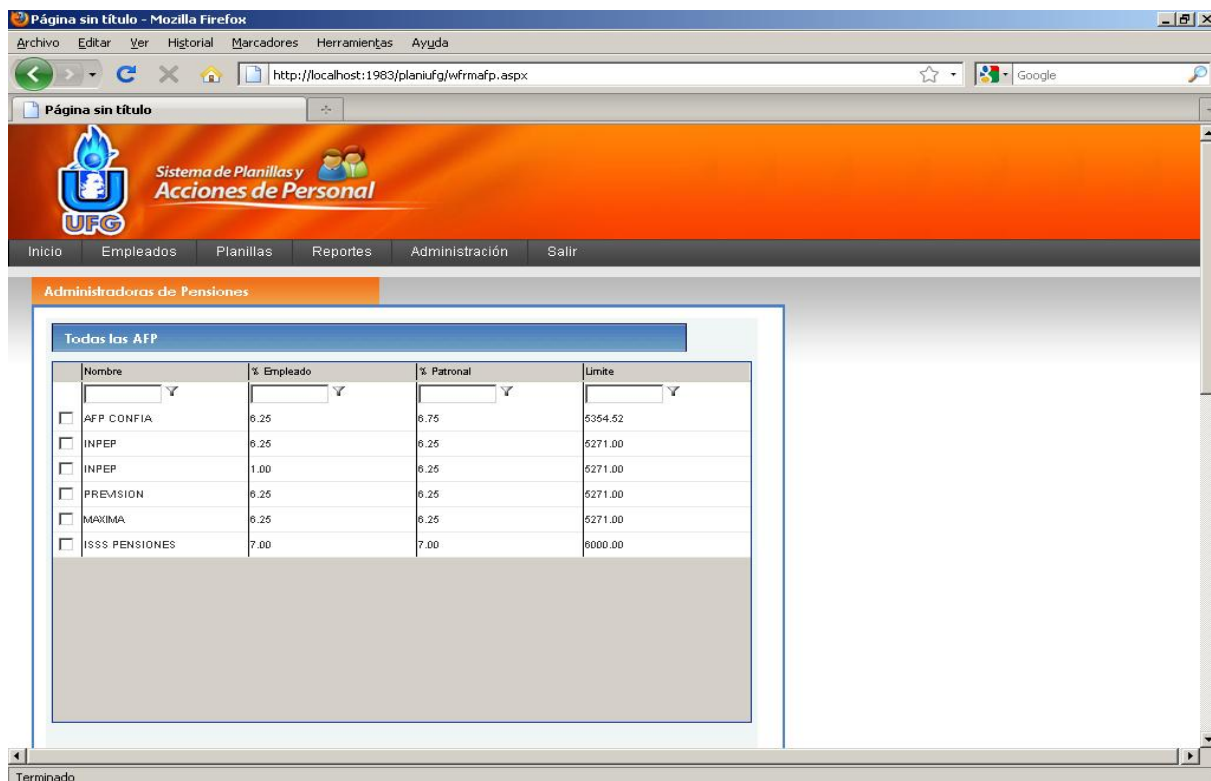 Página sin título - Mozilla Firefox
Archivo Editar Ver Historial Marcadores Herramientas Ayuda
http://localhost:1983/planiufg/wfrmafp.aspx Google
Página sin título
Sistema de Planillas y
Acciones de Personal
UFG
Inicio Empleados Planillas Reportes Administración Salir
Administradoras de Pensiones
Todas las AFP
Nombre % Empleado % Patronal Limite
AFP CONFIA 6.25 6.75 5354.52
INPEP 6.25 6.25 5271.00
INPEP 1.00 6.25 5271.00
PREVISION 6.25 6.25 5271.00
MAXIMA 6.25 6.25 5271.00
ISSS PENSIONES 7.00 7.00 6000.00
Terminado